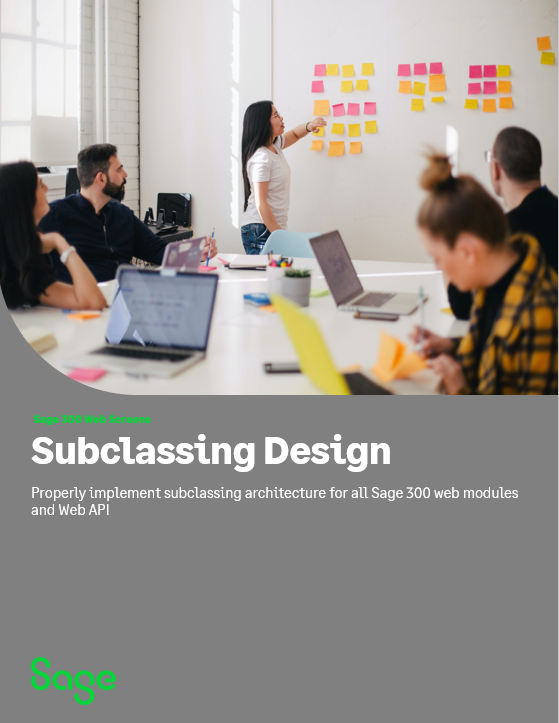 Sage 300 Web Screens
Subclassing Design
Properly implement subclassing architecture for all Sage 300 web modules
and Web API
Sage